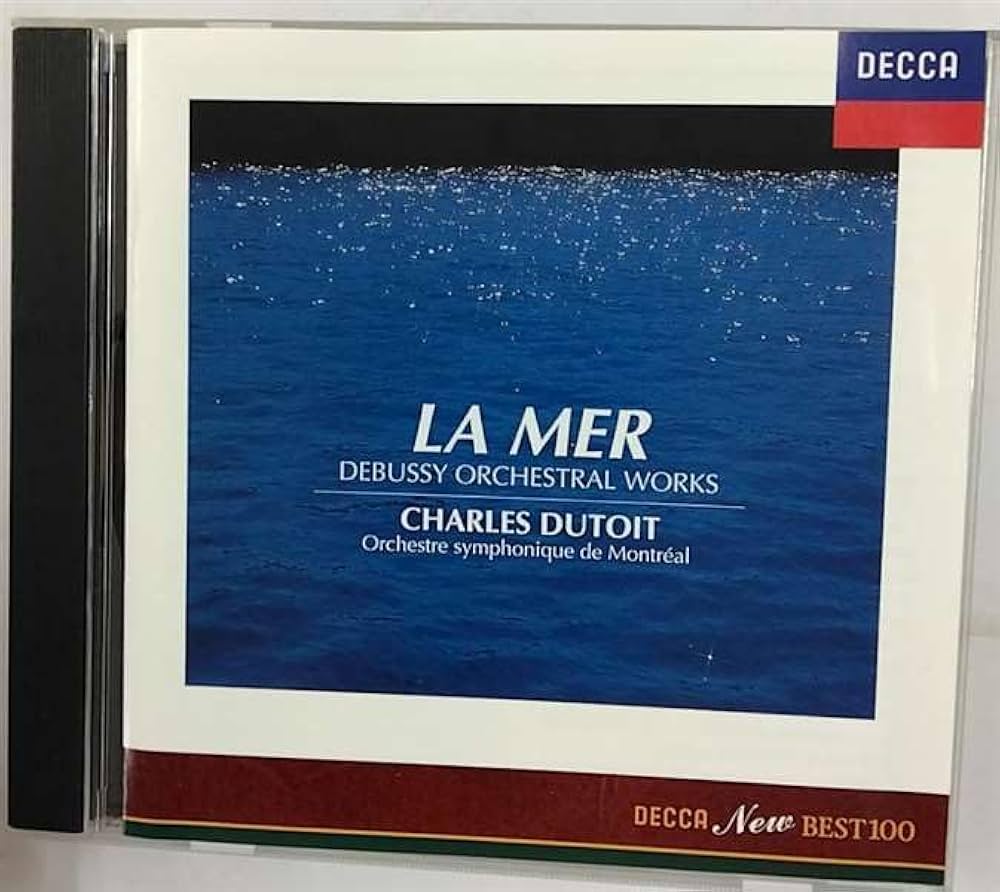 DECCA
LA MER
DEBUSSY ORCHESTRAL WORKS
CHARLES DUTOIT
Orchestre symphonique de Montréal
DECCA New BEST100